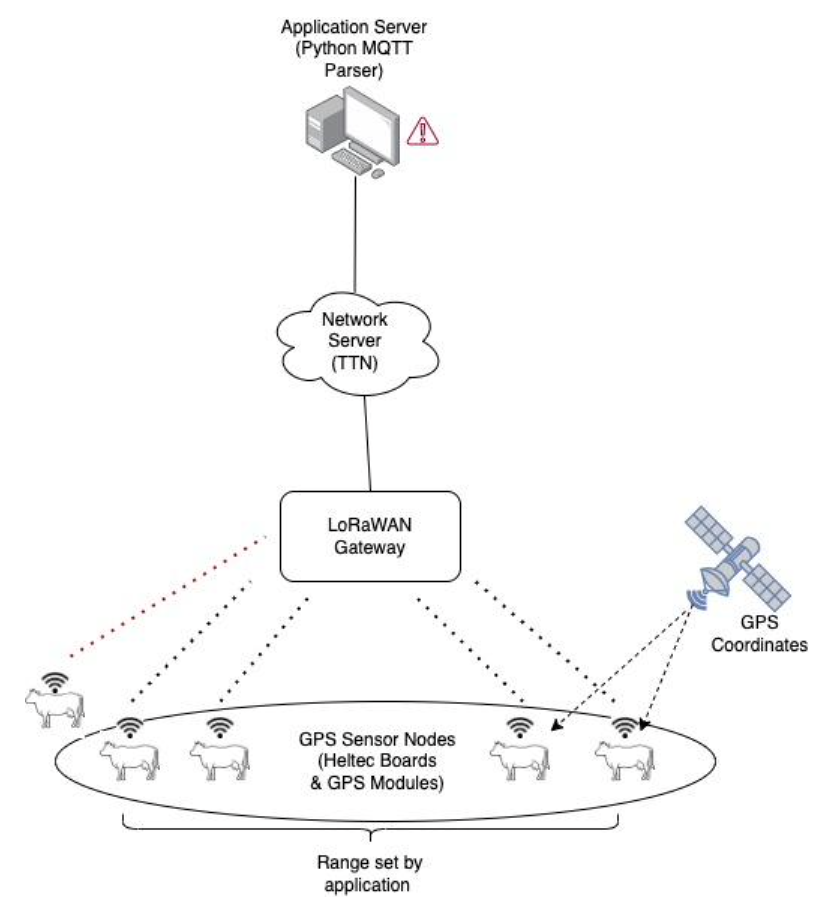 Application Server
(Python MQTT
Parser)
Network
Server
(TTN)
LoRaWAN
Gateway
GPS
Coordinates
GPS Sensor Nodes
(Heltec Boards
& GPS Modules)
Range set by
application